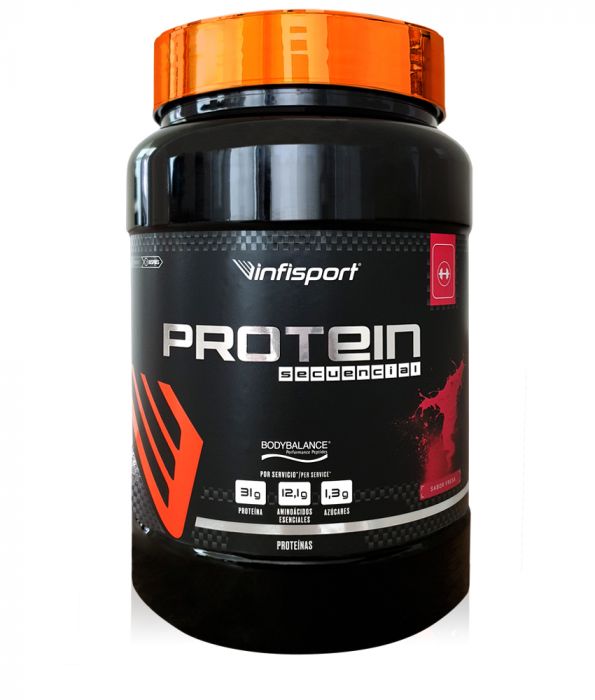 infisport
PROTEIN
secuencial
BODYBALANCE®
Performance Peptides
POR SERVICIO*/PER SERVICE*
31g 12,1g 1,3g
PROTEÍNA AMINOÁCIDOS AZÚCARES
ESENCIALES
SABOR FRESA
PROTEÍNAS